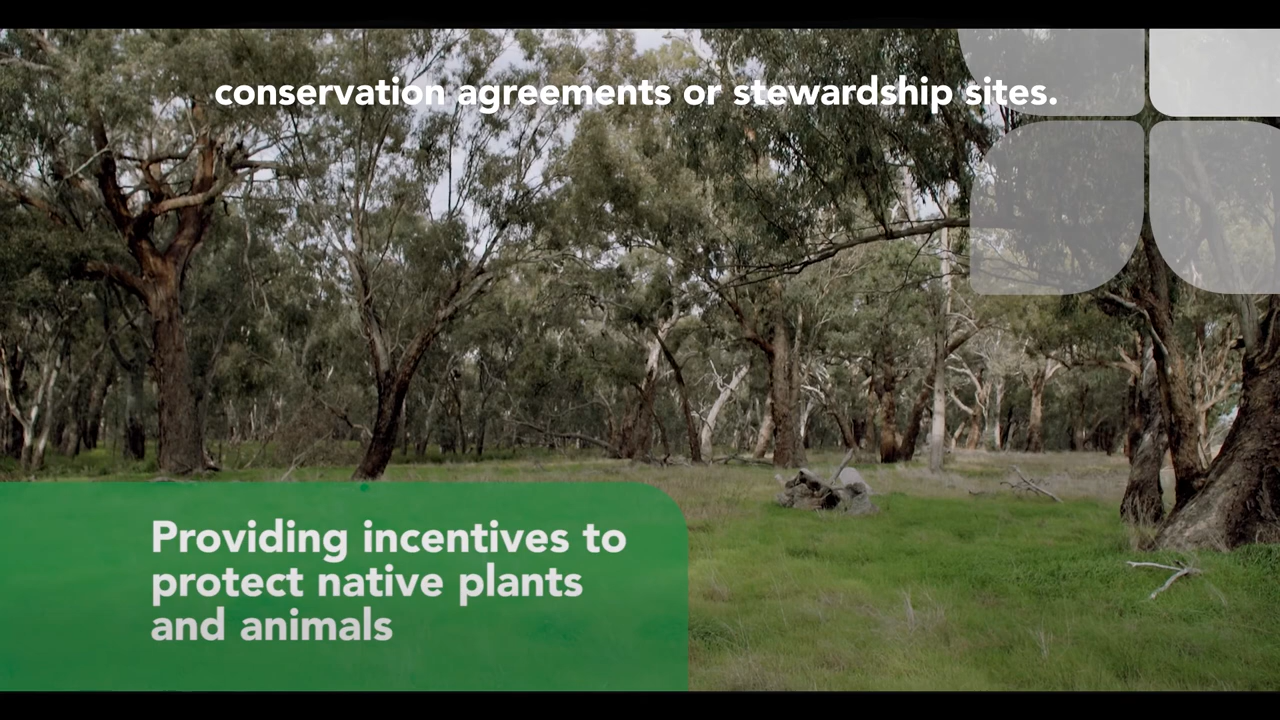 conservation agreements or stewardship sites.
Providing incentives to
protect native plants
and animals